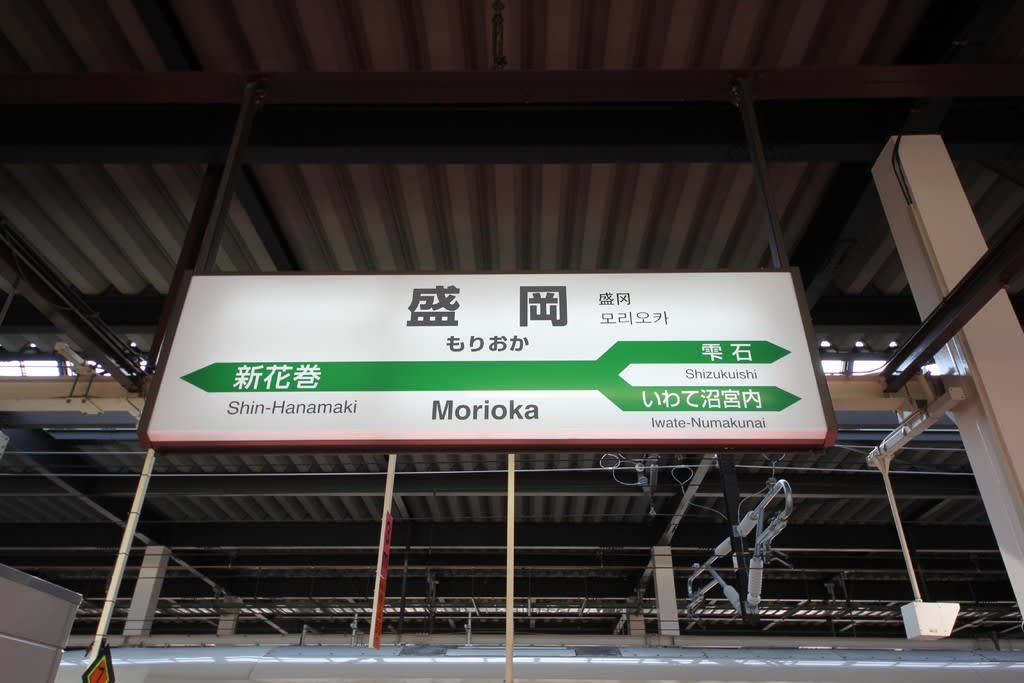 盛岡
盛冈
모리오카
もりおか
新花巻
Shin-Hanamaki
Morioka
雫石
Shizukuishi
いわて沼宮内
Iwate-Numakunai